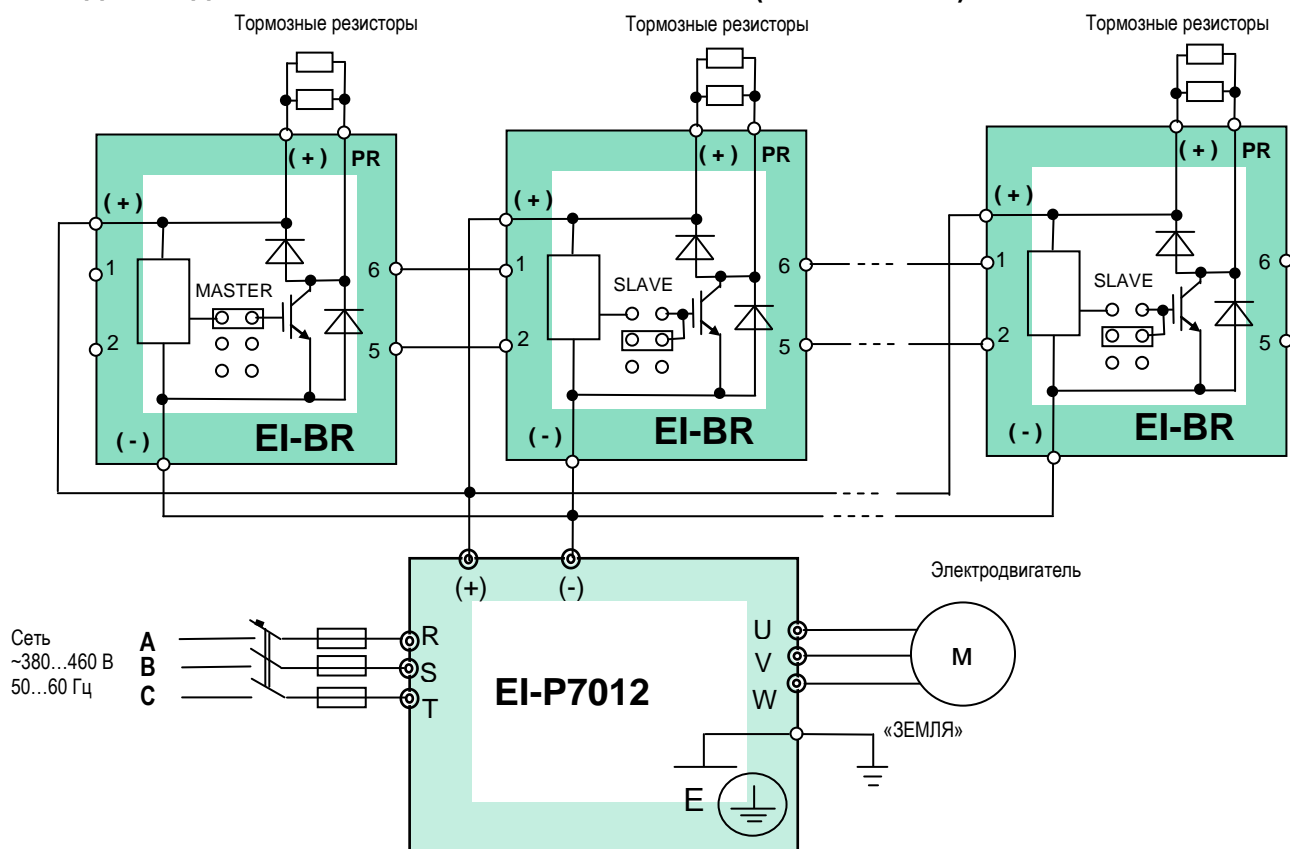 Тормозные резисторы
Тормозные резисторы
Тормозные резисторы
(+) PR
(+) PR
(+) PR
(+)
(+)
(+)
1
6
1
6
1
6
MASTER
SLAVE
SLAVE
2
5
2
5
2
5
(-)
EI-BR
(-)
EI-BR
(-)
EI-BR
(+)
(-)
Электродвигатель
Сеть
~380...460 В
50...60 Гц
A
B
C
R
S
T
EI-P7012
U
V
W
M
«ЗЕМЛЯ»
E